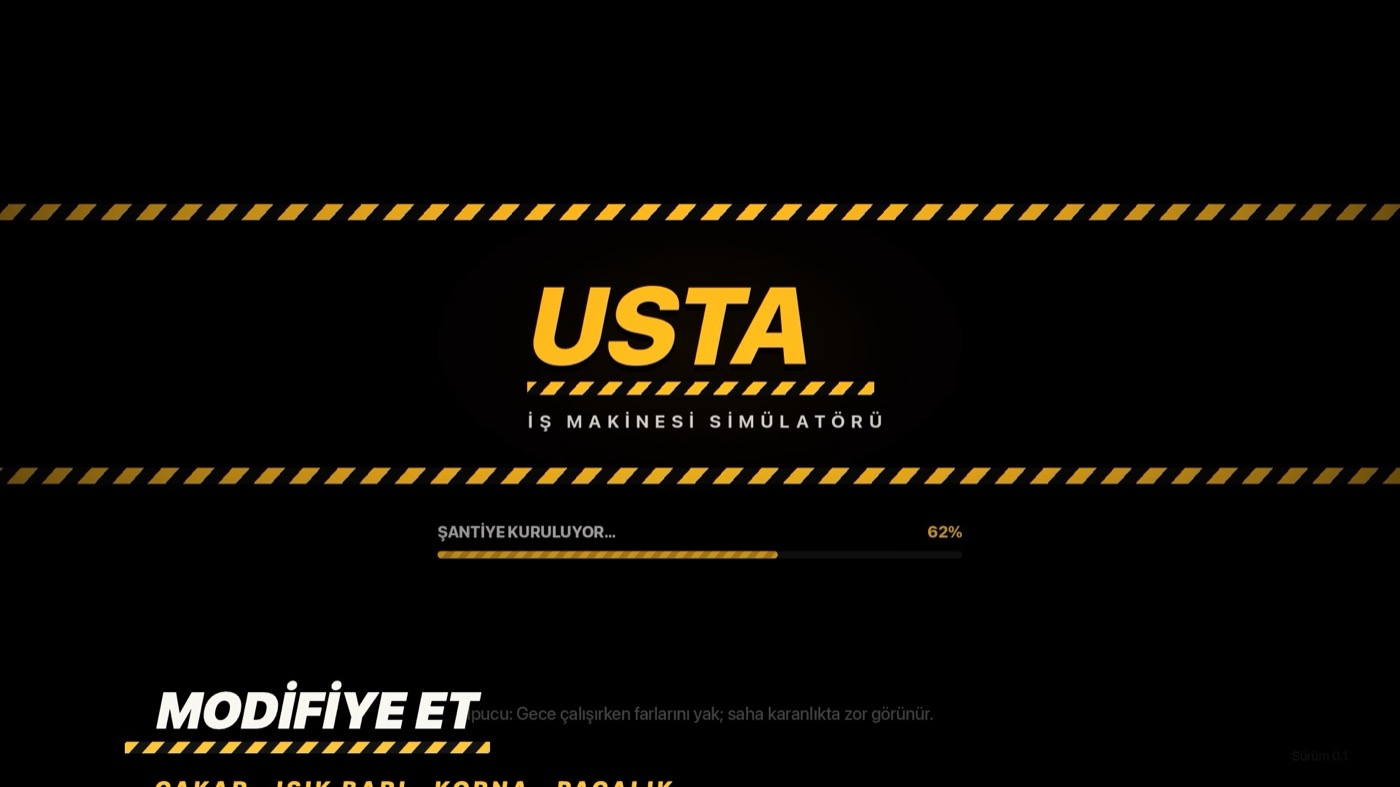 USTA
İŞ MAKİNESİ SİMÜLATÖRÜ
ŞANTİYE KURULUYOR... 62%
MODİFİYE ET
Gece çalışırken farlarını yak; saha karanlıkta zor görünür.
Sürüm 0.1